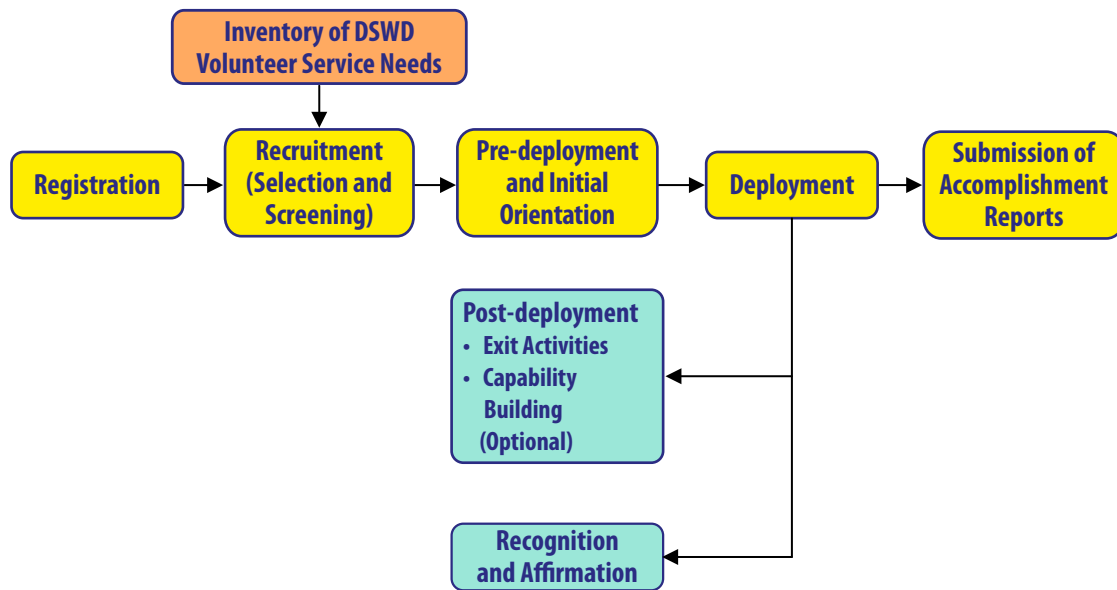 Inventory of DSWD
Volunteer Service Needs
Registration
Recruitment
(Selection and
Screening)
Pre-deployment
and Initial
Orientation
Deployment
Submission of
Accomplishment
Reports
Post-deployment
• Exit Activities
• Capability
Building
(Optional)
Recognition
and Affirmation